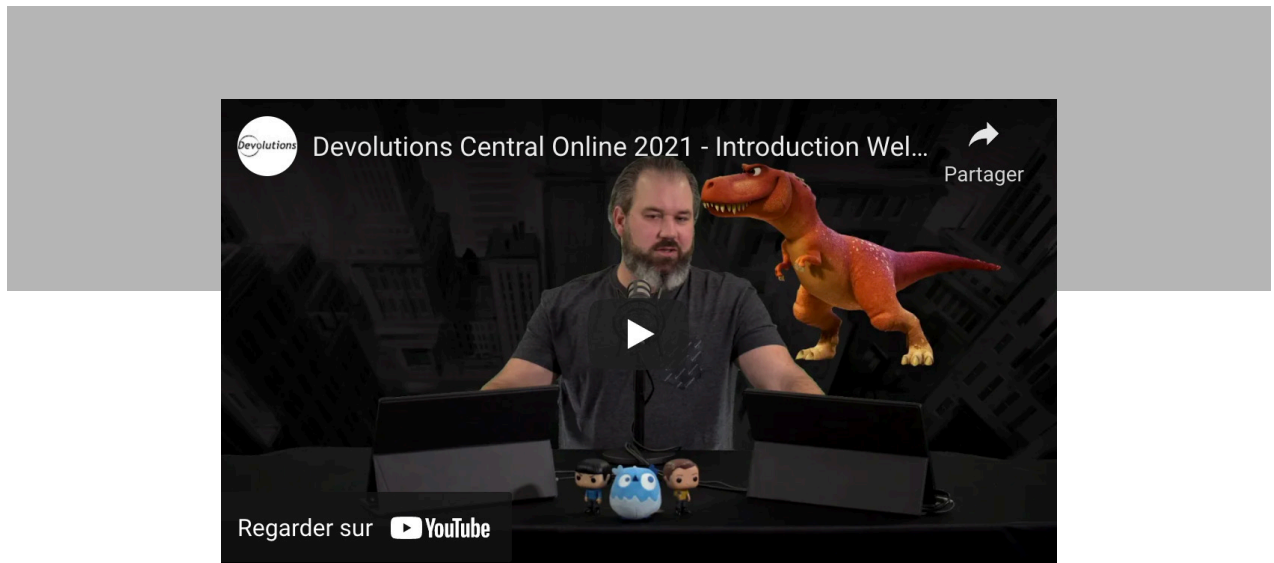 Devolutions
Devolutions Central Online 2021 - Introduction Wel...
Partager
Regarder sur YouTube